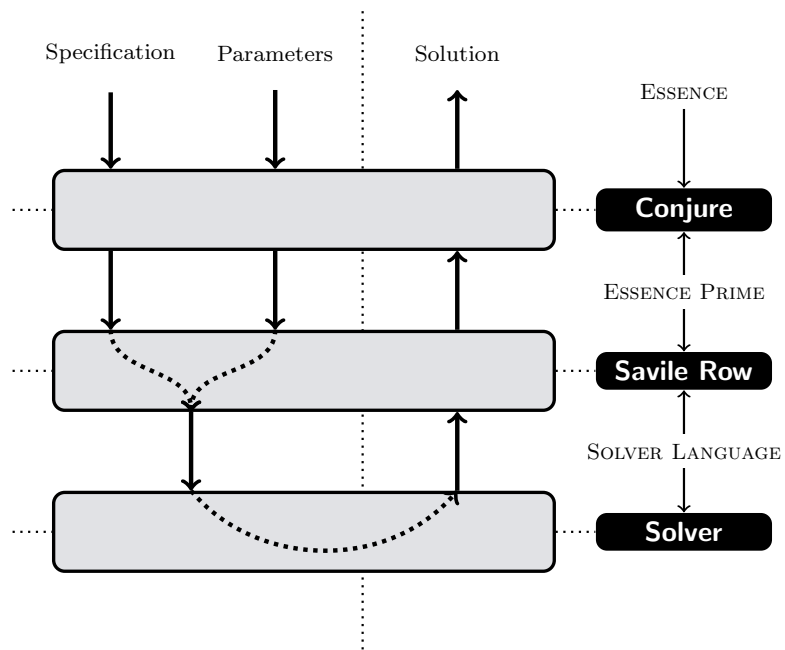 Specification
Parameters
Solution
Essence
Conjure
Essence Prime
Savile Row
Solver Language
Solver